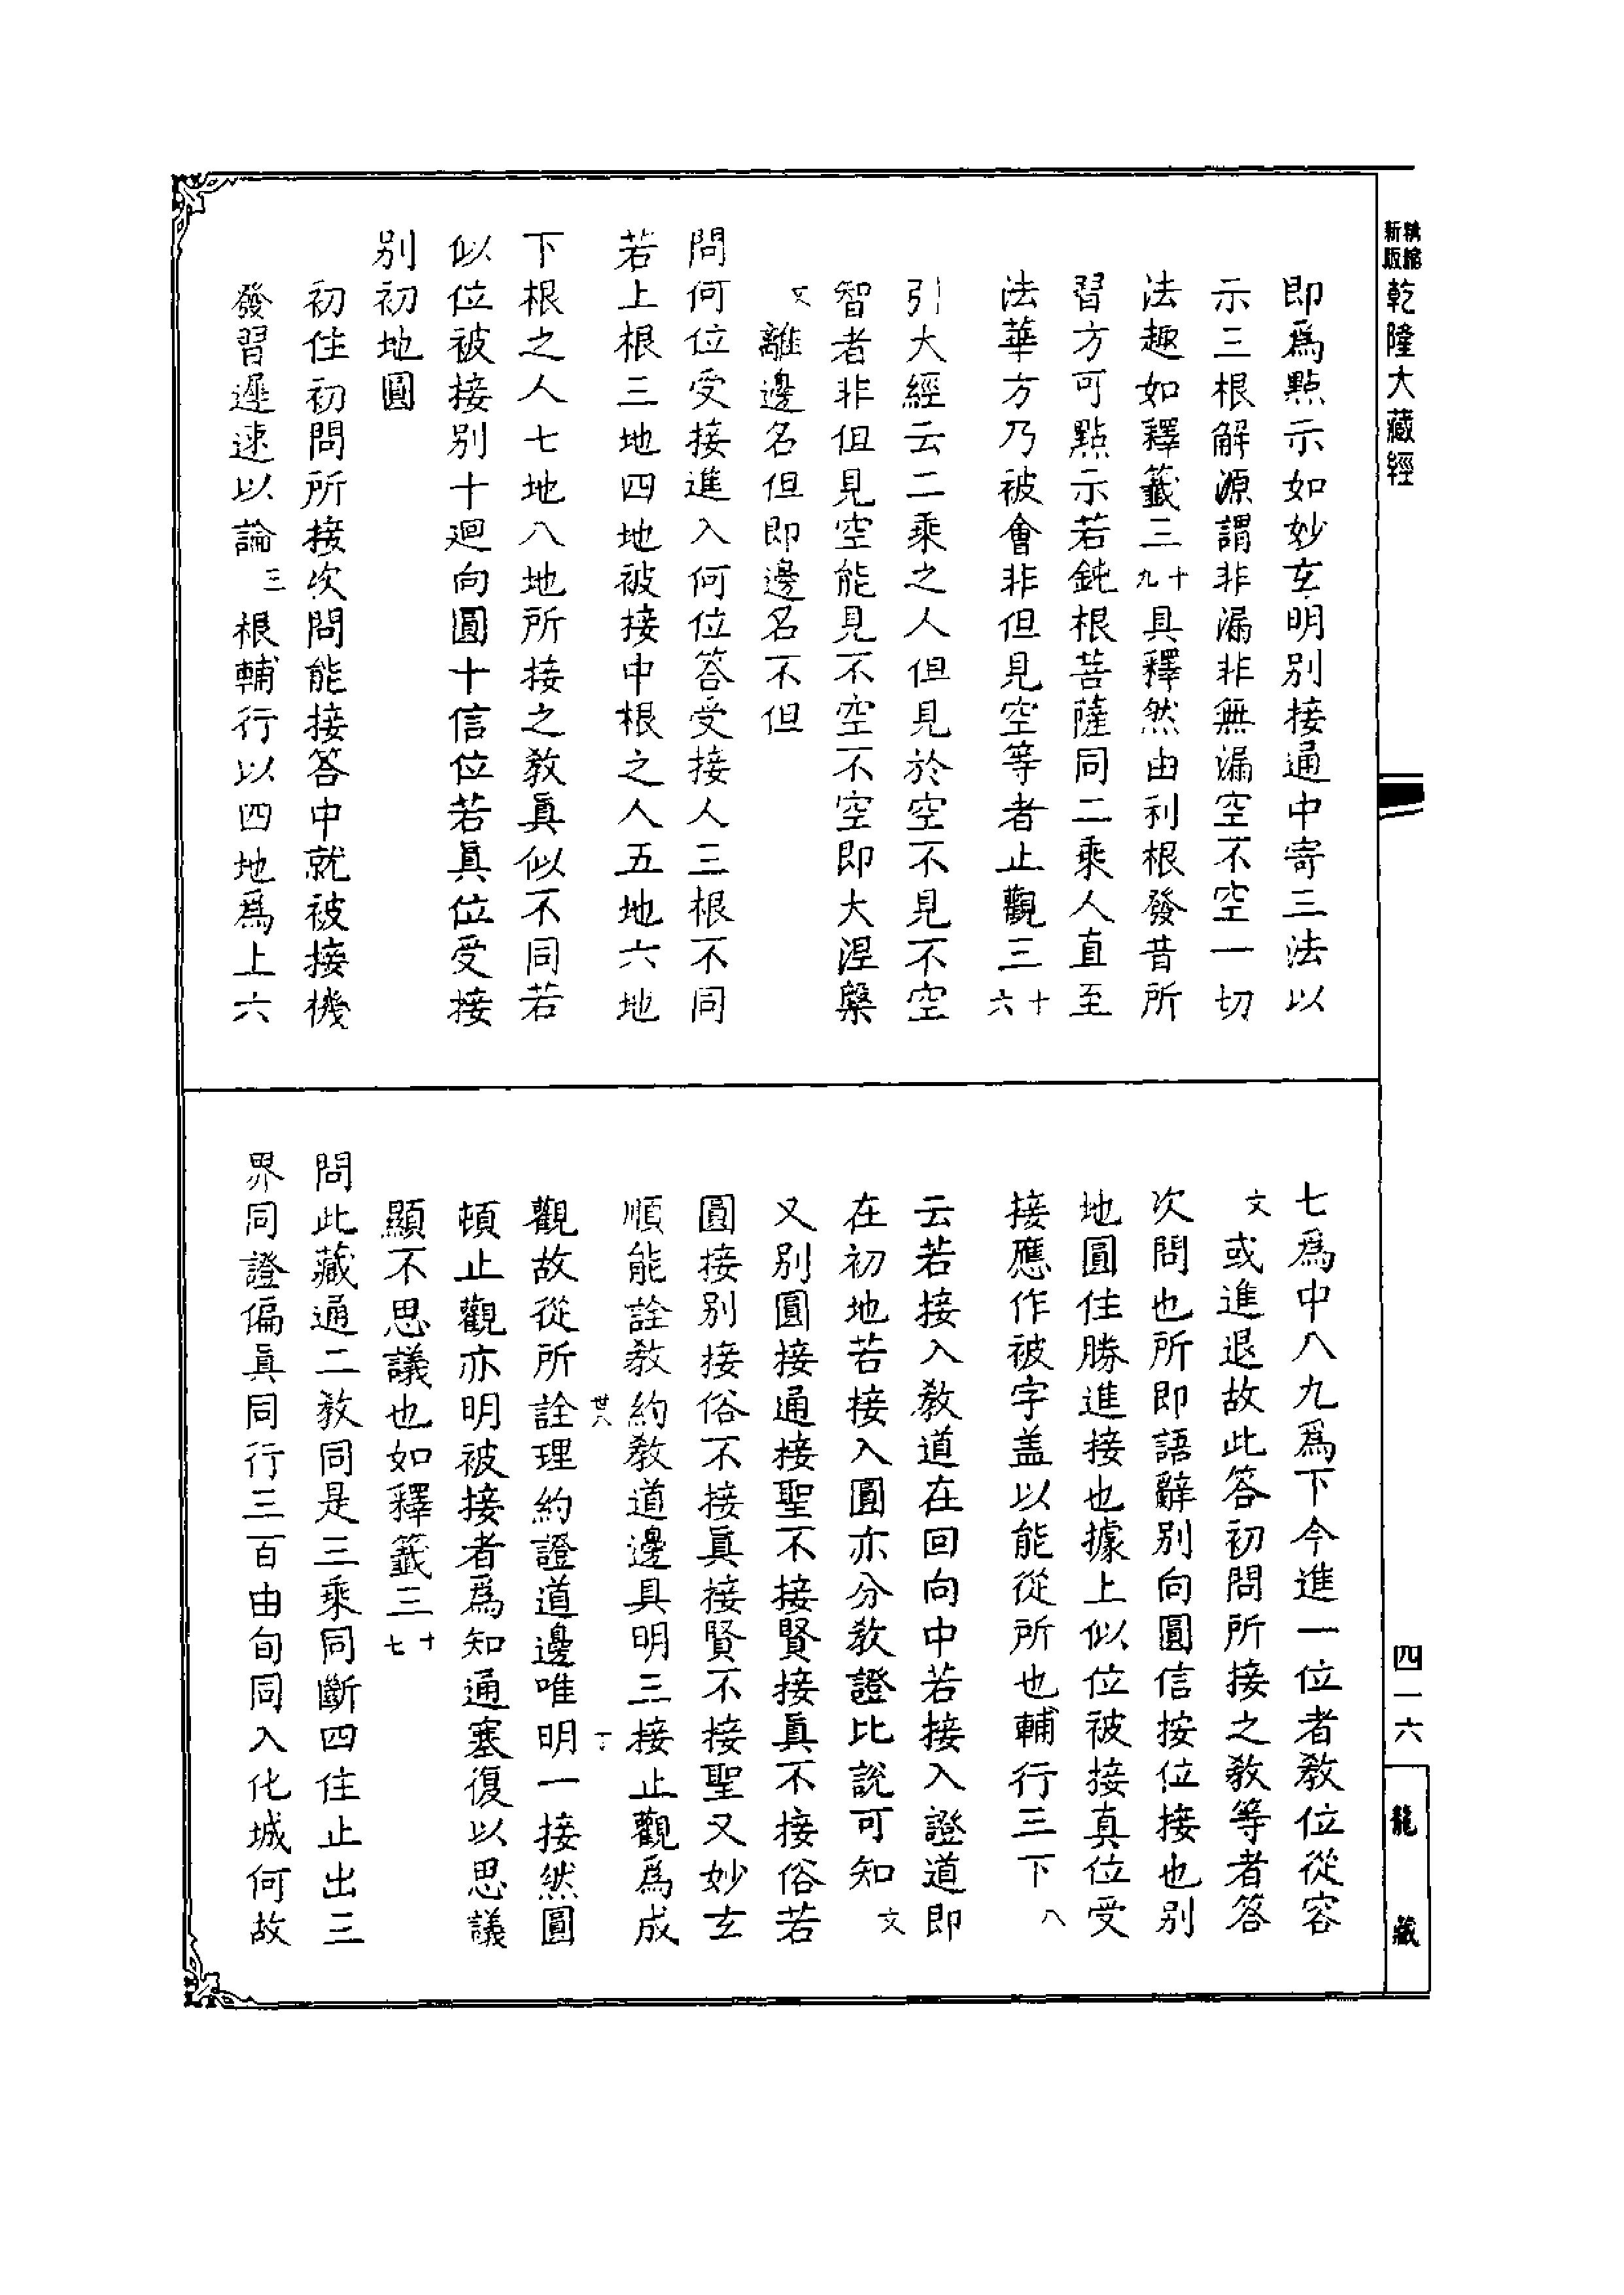 新版精縮
乾隆大藏經
即爲點示如妙玄明别接通中寄三法以
示三根解源謂非漏非無漏空不空一切
法趣如釋籤三十九具釋然由利根發昔所
習方可點示若鈍根菩薩同二乘人直至
法華方乃被會非但見空等者止觀三十六
引大經云二乘之人但見於空不見不空
智者非但見空能見不空不空即大涅槃
文離邊名但即邊名不但
問何位受接進入何位答受接人三根不同
若上根三地四地被接中根之人五地六地
下根之人七地八地所接之教真似不同若
似位被接别十迴向圓十信位若真位受接
别初地圓
初住初問所接次問能接答中就被接機
發習遲速以論三根輔行以四地爲上六
七爲中八九爲下今進一位者教位從容
文或進退故此答初問所接之教等者答
次問也所即語辭别向圓信按位接也别
地圓住勝進接也據上似位被接真位受
接應作被字盖以能從所也輔行三下八
云若接入教道在回向中若接入證道即
在初地若接入圓亦分教證比說可知文
又别圓接通接聖不接賢接真不接俗若
圓接别接俗不接真接賢不接聖又妙玄
順能詮教約教道邊具明三接止觀爲成
卅八 下
觀故從所詮理約證道邊唯明一接然圓
頓止觀亦明被接者爲知通塞復以思議
顯不思議也如釋籤三十七
問此藏通二教同是三乘同斷四住止出三
界同證偏真同行三百由旬同入化城何故
四一六
龍藏